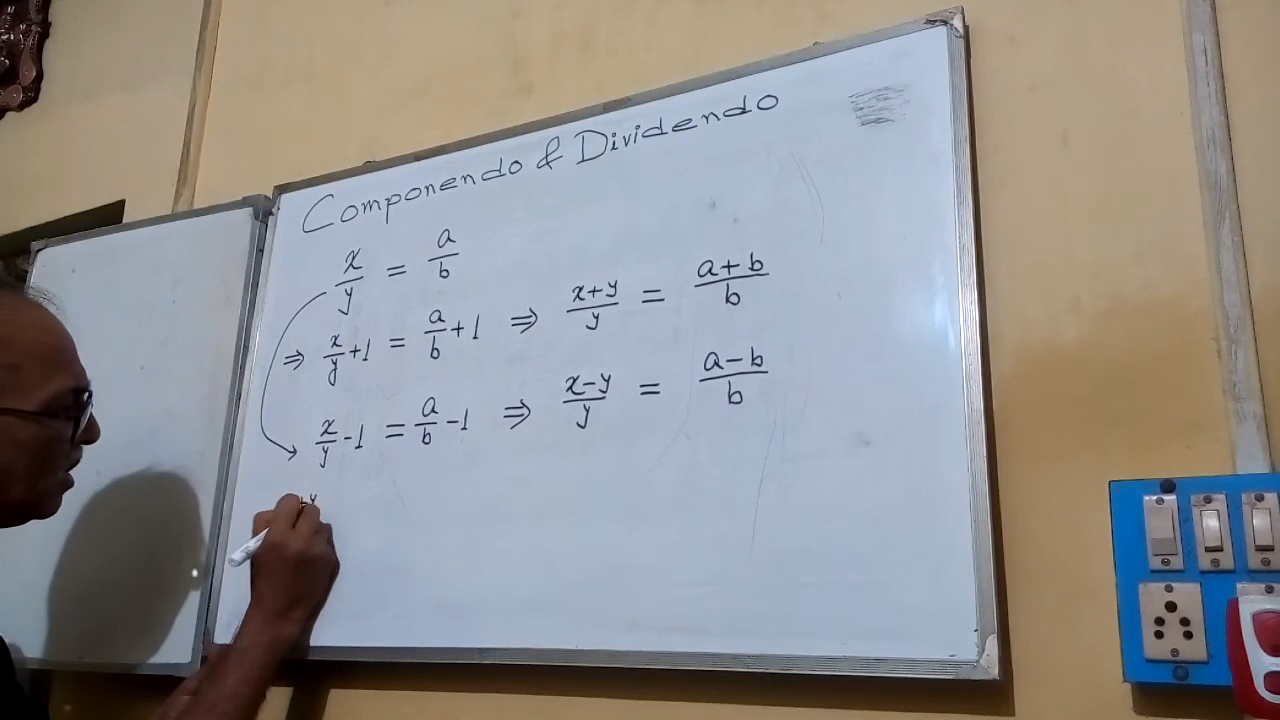 Componendo & Dividendo
x/y = a/b
⇒ x/y + 1 = a/b + 1 ⇒ x+y/y = a+b/b
x/y - 1 = a/b - 1 ⇒ x-y/y = a-b/b
+y